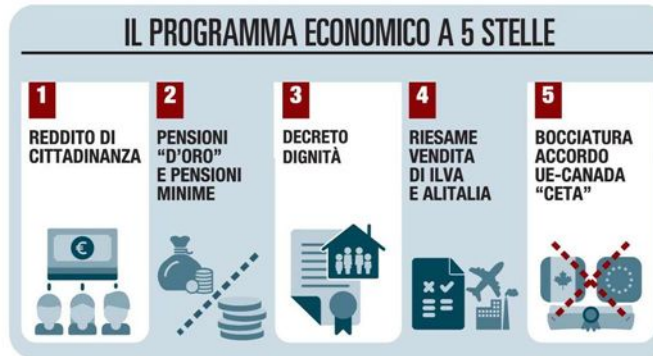 IL PROGRAMMA ECONOMICO A 5 STELLE
1
REDDITO DI
CITTADINANZA
€
2
PENSIONI
“D’ORO”
E PENSIONI
MINIME
3
DECRETO
DIGNITÀ
4
RIESAME
VENDITA
DI ILVA
E ALITALIA
5
BOCCIATURA
ACCORDO
UE-CANADA
“CETA”